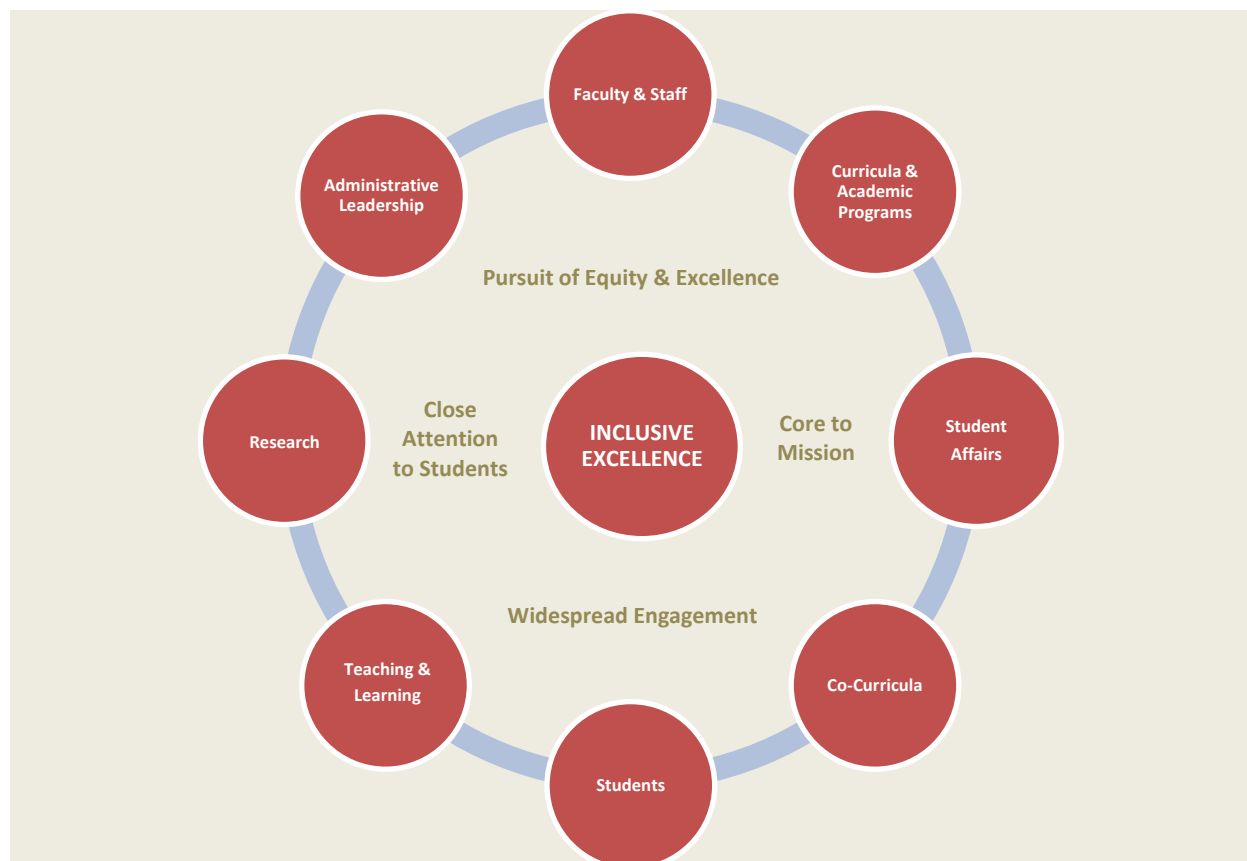 Faculty & Staff
Administrative
Leadership
Curricula &
Academic
Programs
Pursuit of Equity & Excellence
Research
Close
Attention
to Students
INCLUSIVE
EXCELLENCE
Core to
Mission
Student
Affairs
Widespread Engagement
Teaching &
Learning
Co-Curricula
Students